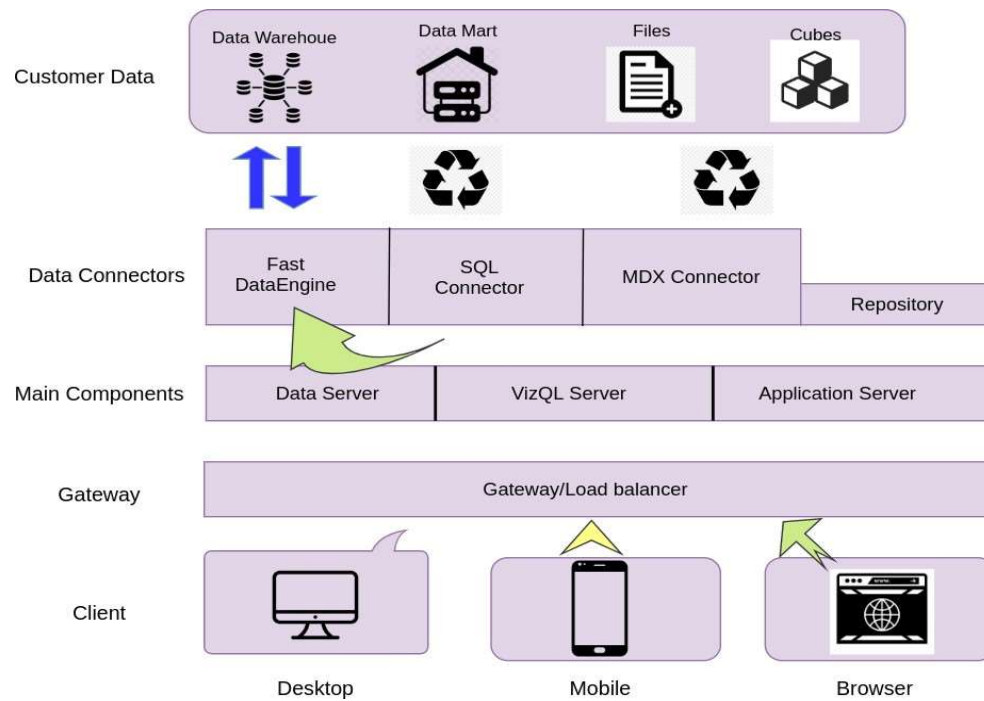 Customer Data
Data Warehoue
Data Mart
Files
Cubes
Data Connectors
Fast
DataEngine
SQL
Connector
MDX Connector
Repository
Main Components
Data Server
VizQL Server
Application Server
Gateway
Gateway/Load balancer
Client
www.
Desktop
Mobile
Browser